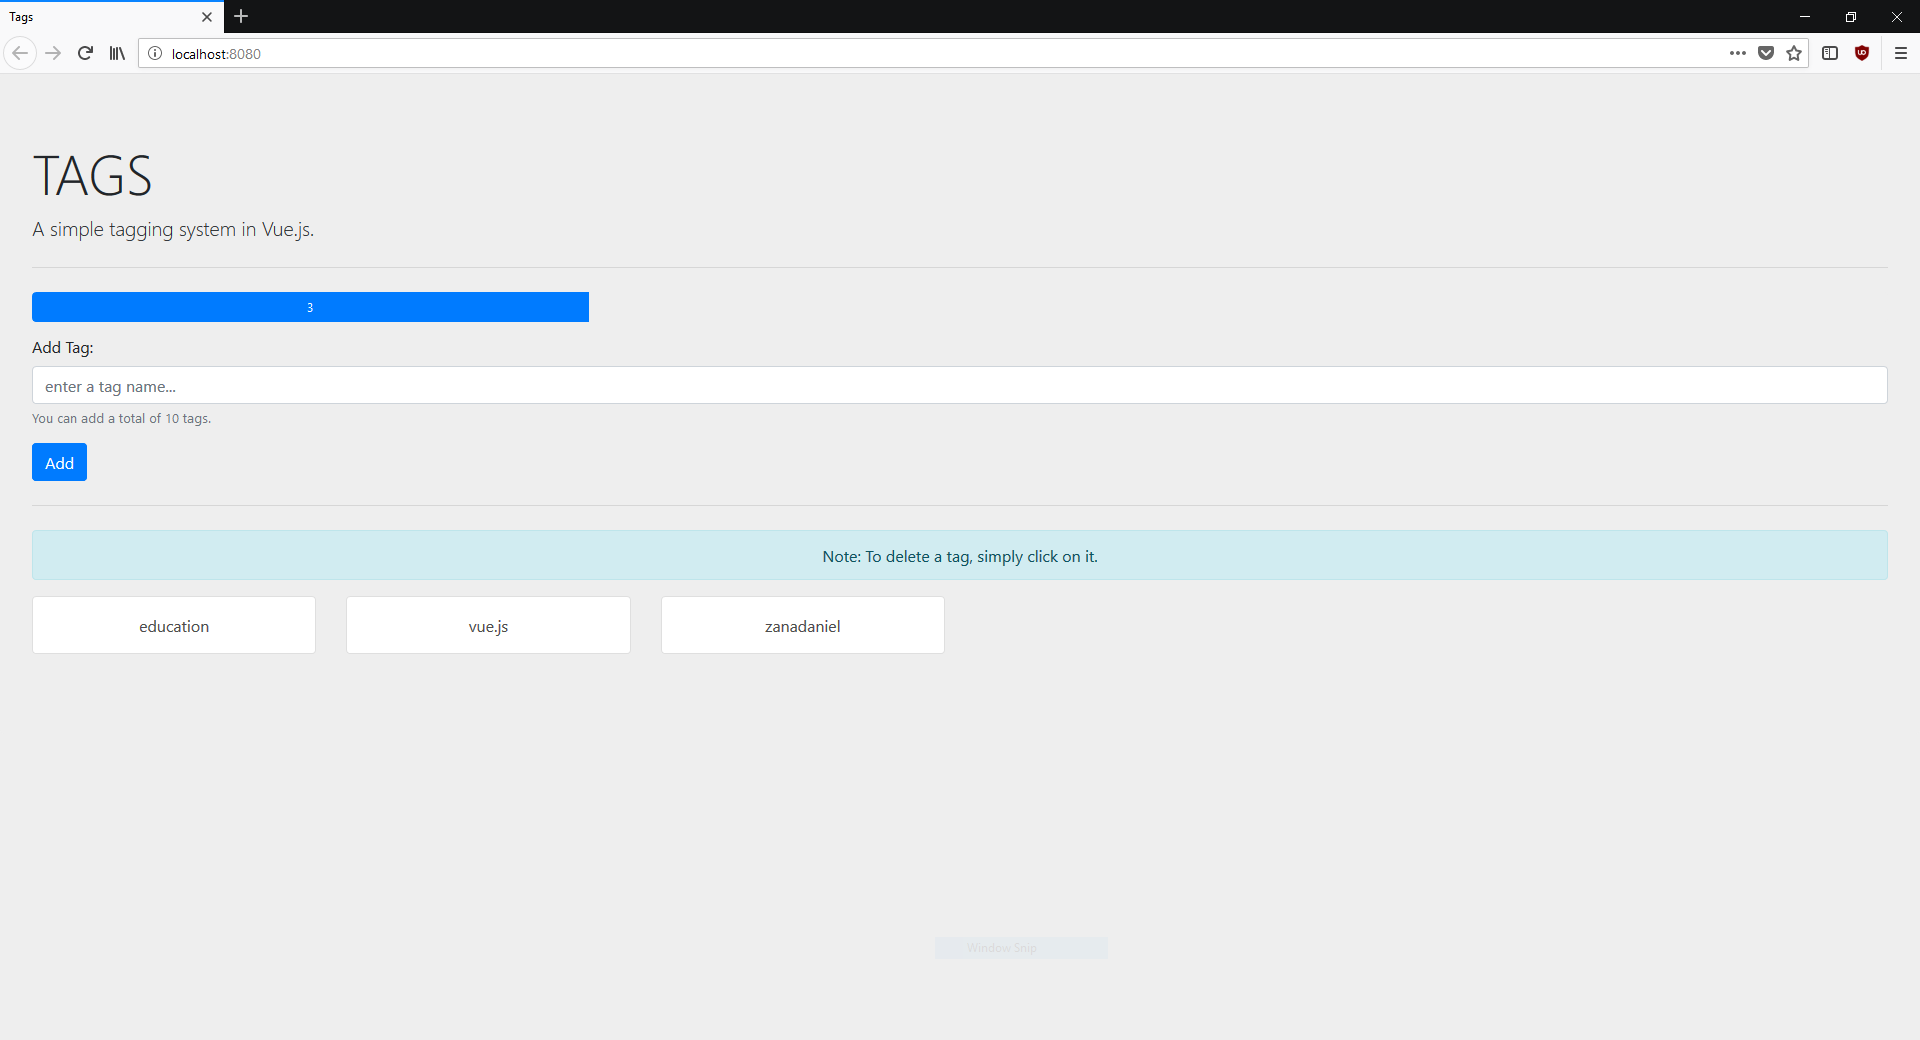 Tags
localhost:8080
TAGS
A simple tagging system in Vue.js.
3
Add Tag:
enter a tag name...
You can add a total of 10 tags.
Add
Note: To delete a tag, simply click on it.
education
vue.js
zanadaniel
Window Snip